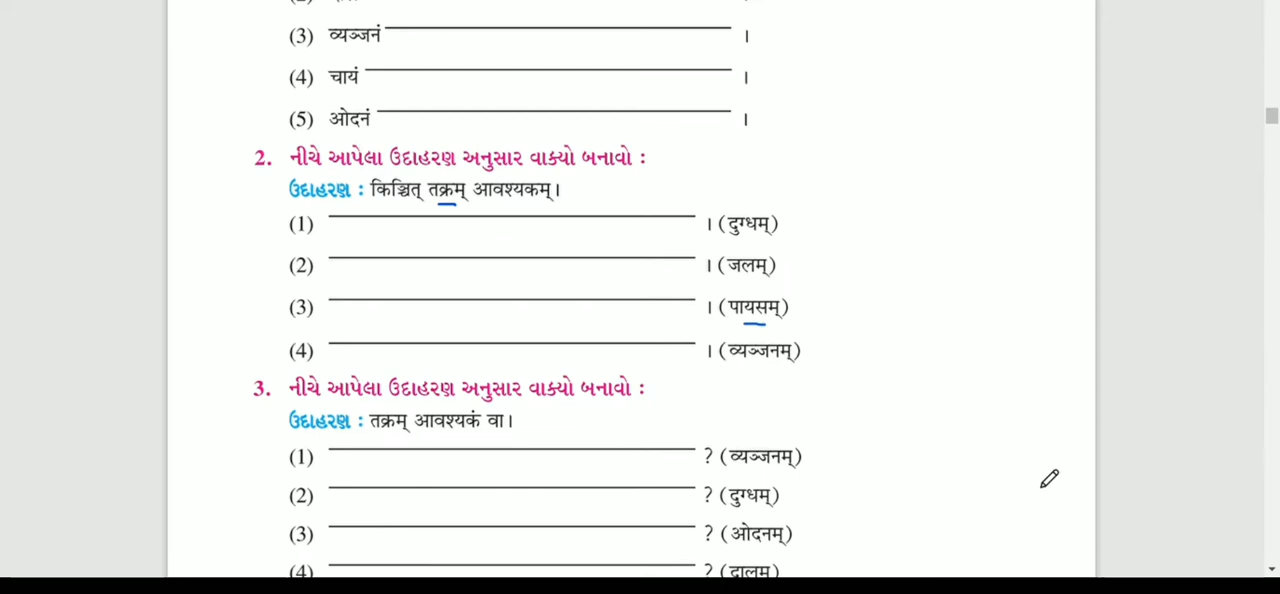 (3) व्यञ्जनं ।
(4) चायं ।
(5) ओदनं ।
2. નીચે આપેલા ઉદાહરણ અનુસાર વાક્યો બનાવો :
ઉદાહરણ : किञ्चित् तक्रम् आवश्यकम्।
(1) । (दुग्धम्)
(2) । (जलम्)
(3) । (पायसम्)
(4) । (व्यञ्जनम्)
3. નીચે આપેલા ઉદાહરણ અનુસાર વાક્યો બનાવો :
ઉદાહરણ : तक्रम् आवश्यकं वा।
(1) ? (व्यञ्जनम्)
(2) ? (दुग्धम्)
(3) ? (ओदनम्)
(4) ? (दालम्)